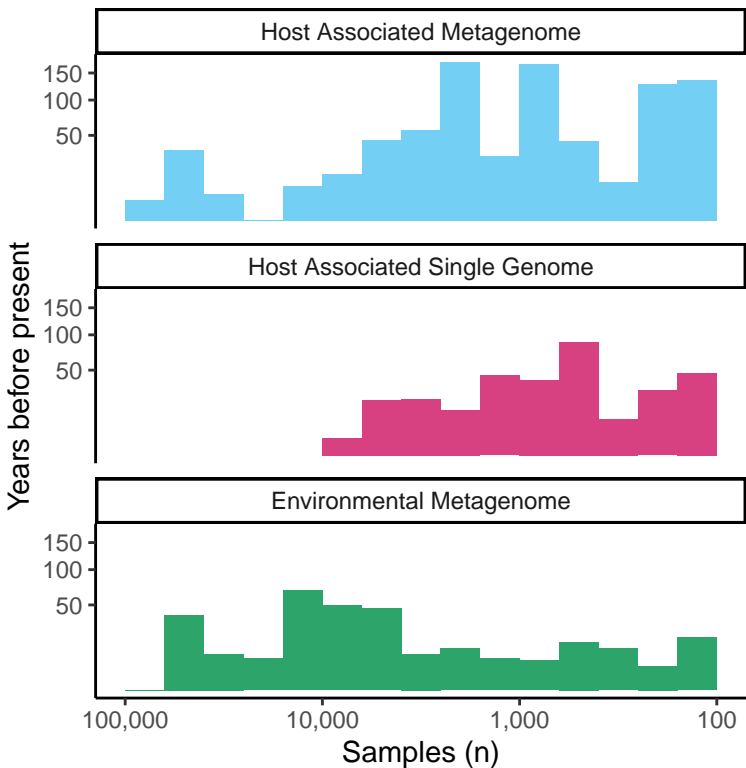 Host Associated Metagenome
150
100
50
Host Associated Single Genome
150
100
50
Environmental Metagenome
150
100
50
100,000 10,000 1,000 100
Samples (n)
Years before present